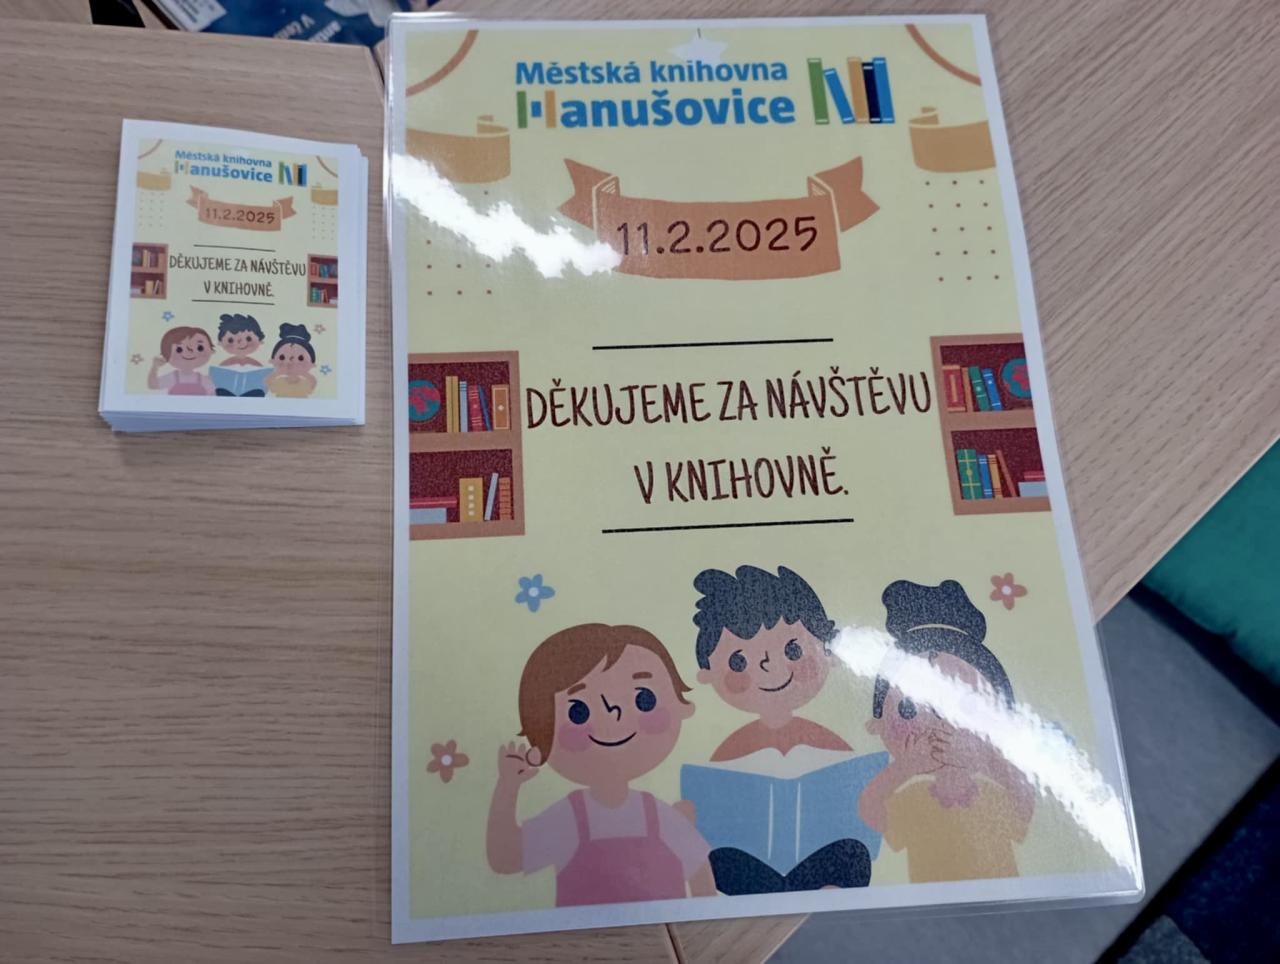 Městská knihovna
Hanušovice
11.2.2025
DĚKUJEME ZA NÁVŠTĚVU
V KNIHOVNĚ.
Městská knihovna
Hanušovice
11.2.2025
DĚKUJEME ZA NÁVŠTĚVU
V KNIHOVNĚ.